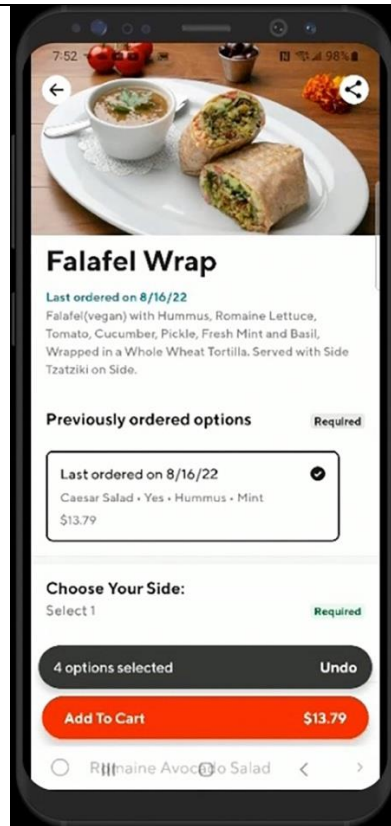 7:52
98%
Falafel Wrap
Last ordered on 8/16/22
Falafel(vegan) with Hummus, Romaine Lettuce,
Tomato, Cucumber, Pickle, Fresh Mint and Basil,
Wrapped in a Whole Wheat Tortilla. Served with Side
Tzatziki on Side.
Previously ordered options Required
Last ordered on 8/16/22
Caesar Salad • Yes • Hummus • Mint
$13.79
Choose Your Side:
Select 1 Required
4 options selected Undo
Add To Cart $13.79
Romaine Avocado Salad